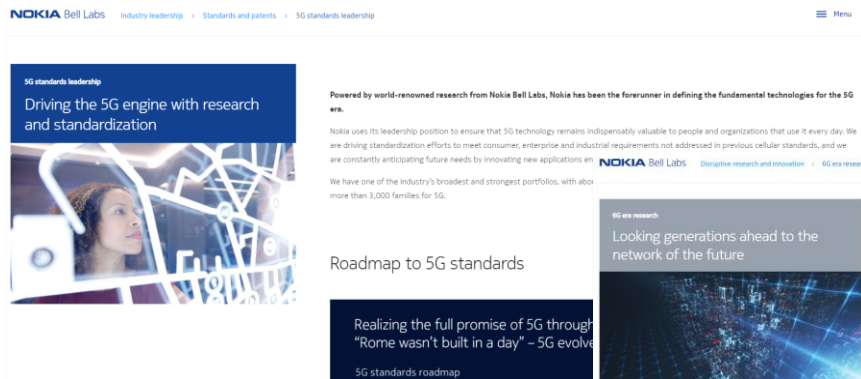 NOKIA Bell Labs Industry leadership › Standards and patents › 5G standards leadership Menu
5G standards leadership
Driving the 5G engine with research
and standardization
Powered by world-renowned research from Nokia Bell Labs, Nokia has been the forerunner in defining the fundamental technologies for the 5G
era.
Nokia uses its leadership position to ensure that 5G technology remains indispensably valuable to people and organizations that use it every day. We
are driving standardization efforts to meet consumer, enterprise and industrial requirements not addressed in previous cellular standards, and we
are constantly anticipating future needs by innovating new applications en
We have one of the industry's broadest and strongest portfolios, with abou
more than 3,000 families for 5G.
Roadmap to 5G standards
Realizing the full promise of 5G through
“Rome wasn't built in a day” – 5G evolve
5G standards roadmap
NOKIA Bell Labs Disruptive research and innovation › 6G era resear
6G era research
Looking generations ahead to the
network of the future